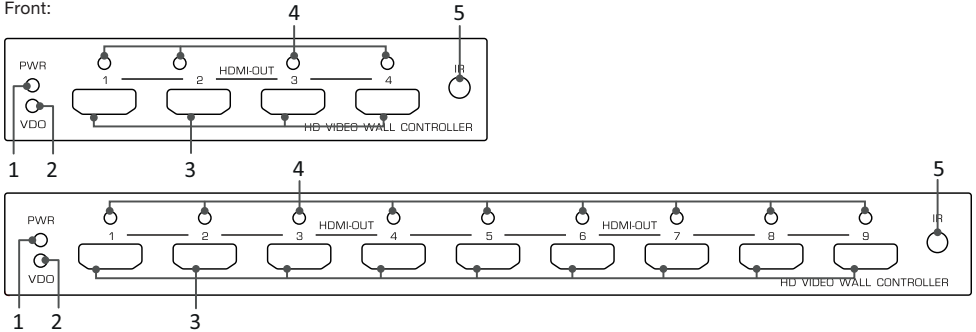 Front:
4 5
PWR
IR
HDMI-OUT
1 2 3 4
VDO
HD VIDEO WALL CONTROLLER
1 2 3
4 5
PWR
IR
HDMI-OUT HDMI-OUT
1 2 3 4 5 6 7 8 9
VDO
HD VIDEO WALL CONTROLLER
1 2 3